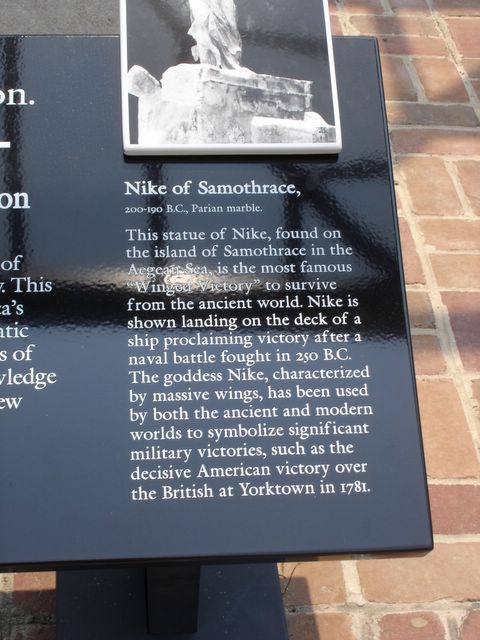 on.
on
of
y. This
ca's
atic
s of
wledge
ew
Nike of Samothrace,
200-190 B.C., Parian marble.
This statue of Nike, found on
the island of Samothrace in the
Aegean Sea, is the most famous
"Winged Victory" to survive
from the ancient world. Nike is
shown landing on the deck of a
ship proclaiming victory after a
naval battle fought in 250 B.C.
The goddess Nike, characterized
by massive wings, has been used
by both the ancient and modern
worlds to symbolize significant
military victories, such as the
decisive American victory over
the British at Yorktown in 1781.